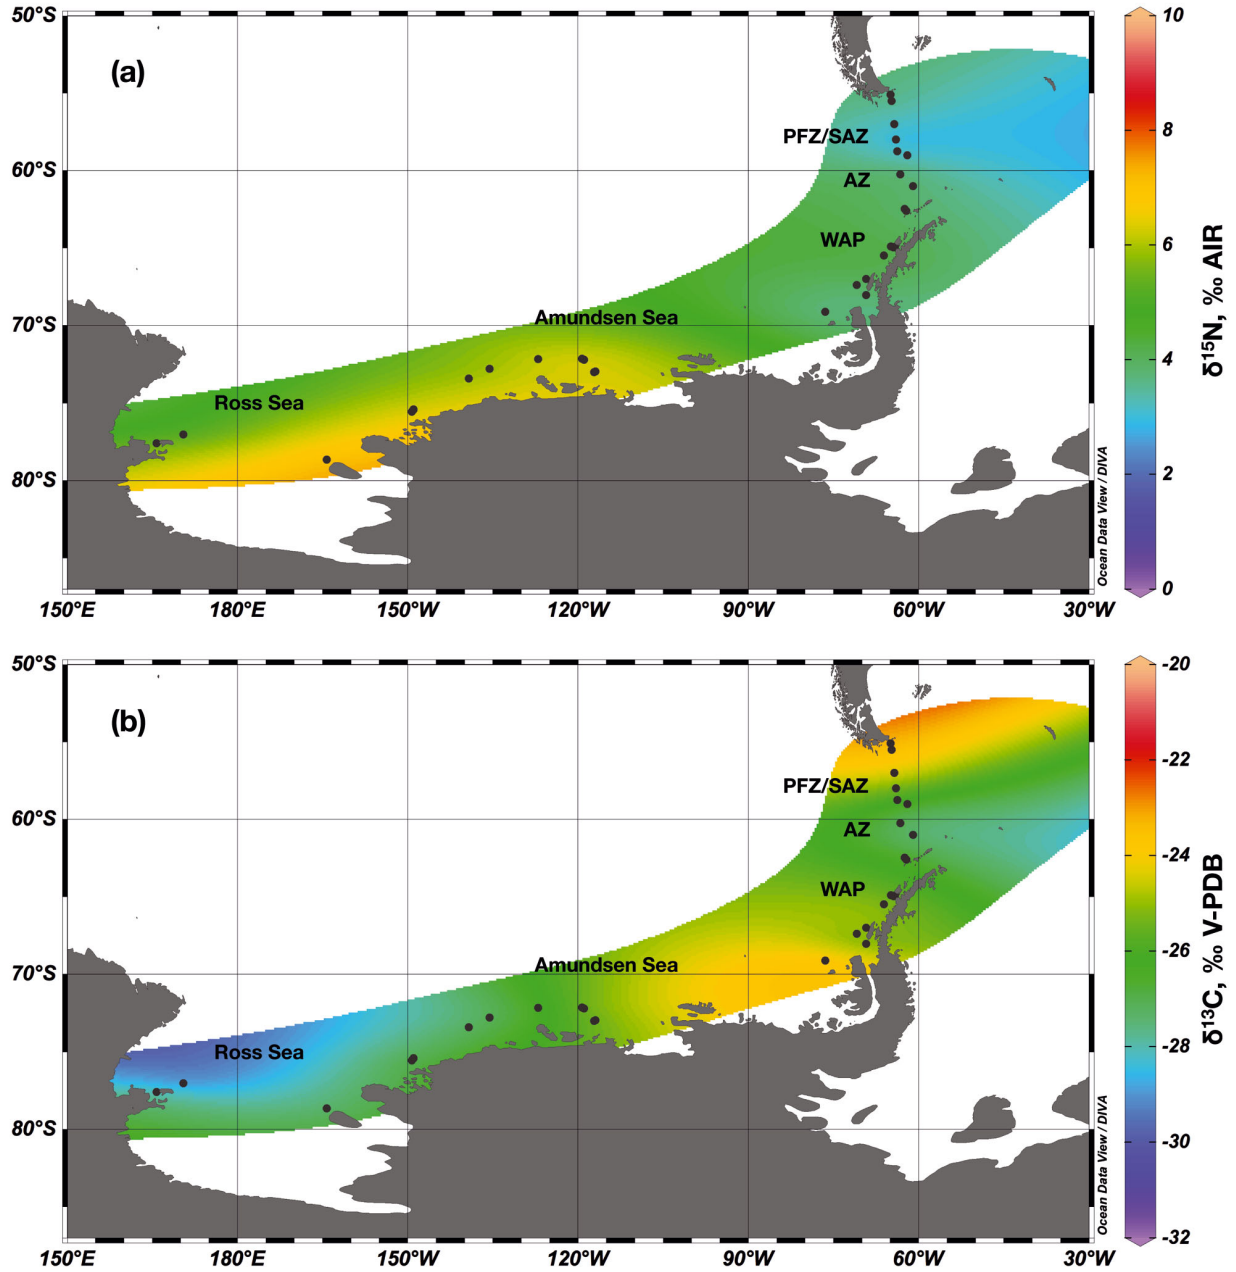 50°S
60°S
70°S
80°S
(a)
PFZ/SAZ
AZ
WAP
Amundsen Sea
Ross Sea
Ocean Data View / DIVA
150°E
180°E
150°W
120°W
90°W
60°W
30°W
10
8
6
4
2
0
δ15N, ‰ AIR
50°S
60°S
70°S
80°S
(b)
PFZ/SAZ
AZ
WAP
Amundsen Sea
Ross Sea
Ocean Data View / DIVA
150°E
180°E
150°W
120°W
90°W
60°W
30°W
-20
-22
-24
-26
-28
-30
-32
δ13C, ‰ V-PDB